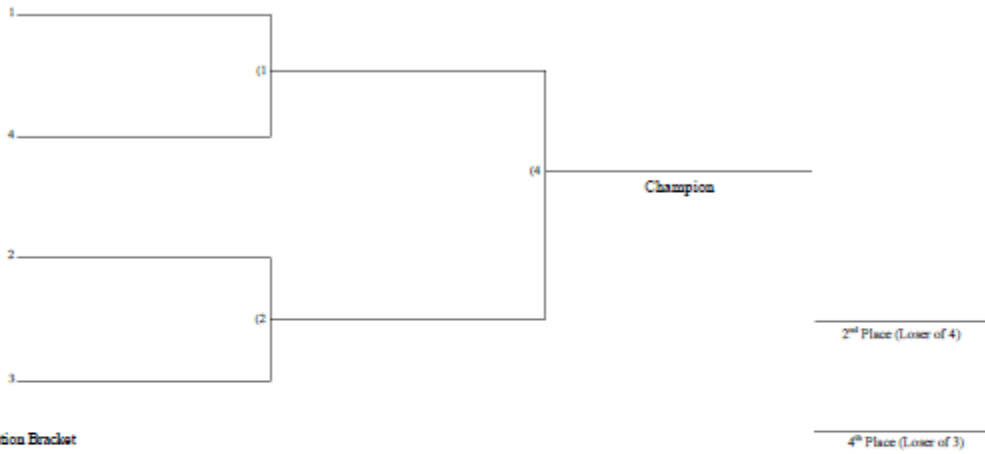 1
(1
4
(4
Champion
2
(2
2nd Place (Loser of 4)
3
tion Bracket
4th Place (Loser of 3)